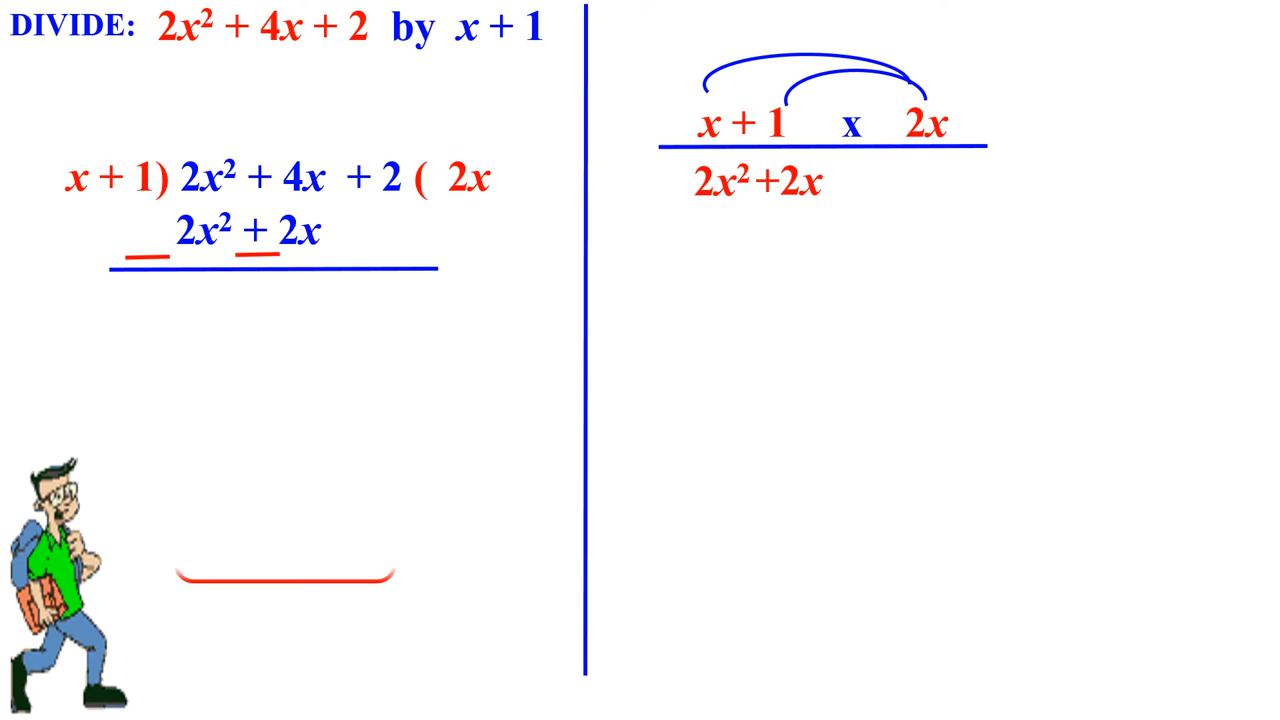 DIVIDE: 2x² + 4x + 2 by x + 1
x + 1) 2x² + 4x + 2 ( 2x
2x² + 2x
x + 1 x 2x
2x² +2x